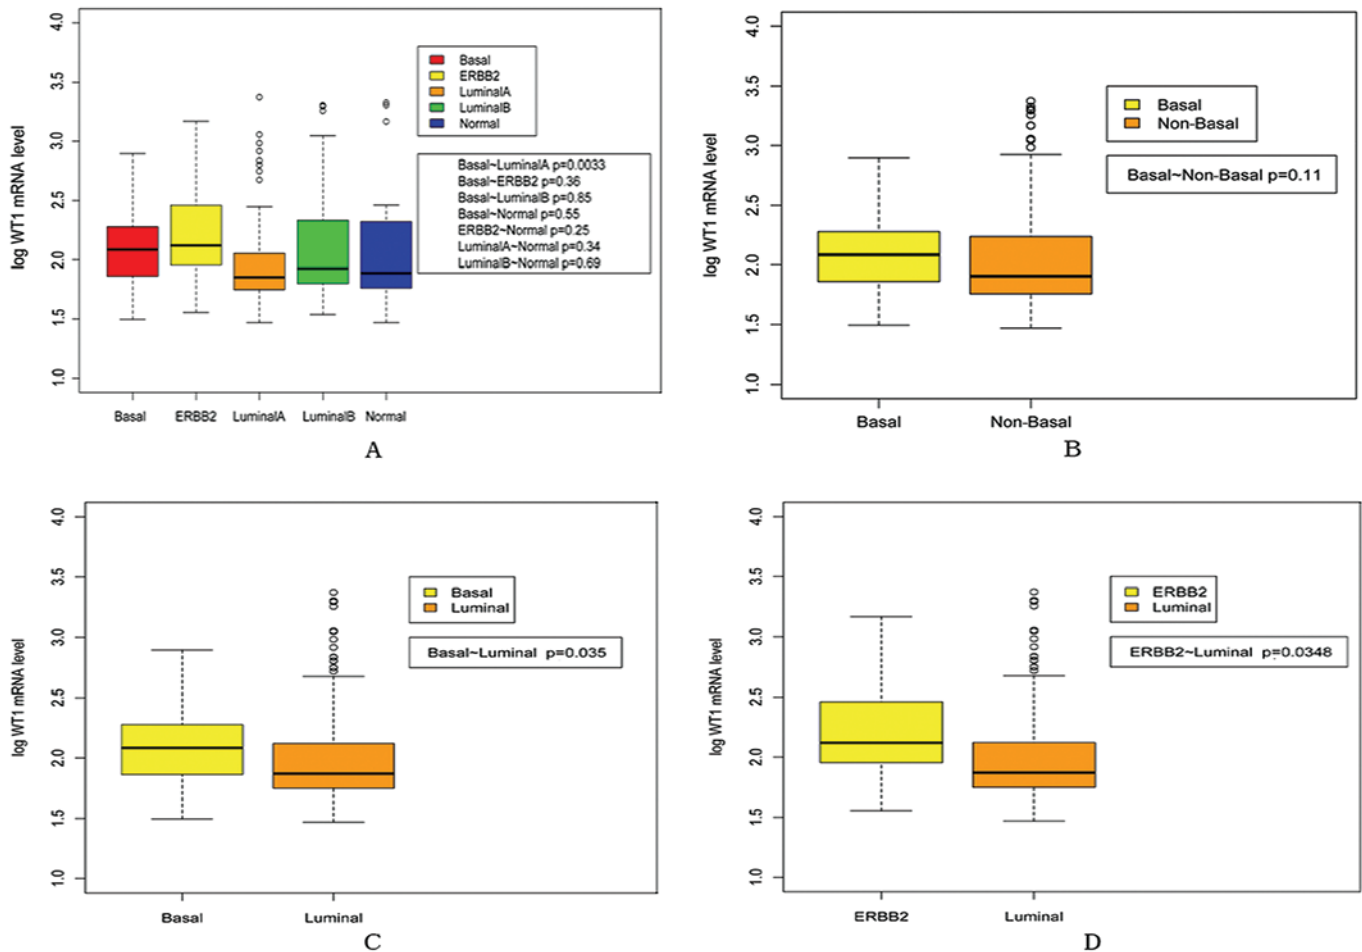 log WT1 mRNA level
4.0
3.5
3.0
2.5
2.0
1.5
1.0
Basal
ERBB2
LuminalA
LuminalB
Normal
Basal~LuminalA p=0.0033
Basal~ERBB2 p=0.36
Basal~LuminalB p=0.85
Basal~Normal p=0.55
ERBB2~Normal p=0.25
LuminalA~Normal p=0.34
LuminalB~Normal p=0.69
Basal ERBB2 LuminalA LuminalB Normal
A
log WT1 mRNA level
4.0
3.5
3.0
2.5
2.0
1.5
1.0
Basal
Non-Basal
Basal~Non-Basal p=0.11
Basal Non-Basal
B
log WT1 mRNA level
4.0
3.5
3.0
2.5
2.0
1.5
1.0
Basal
Luminal
Basal~Luminal p=0.035
Basal Luminal
C
log WT1 mRNA level
4.0
3.5
3.0
2.5
2.0
1.5
1.0
ERBB2
Luminal
ERBB2~Luminal p=0.0348
ERBB2 Luminal
D